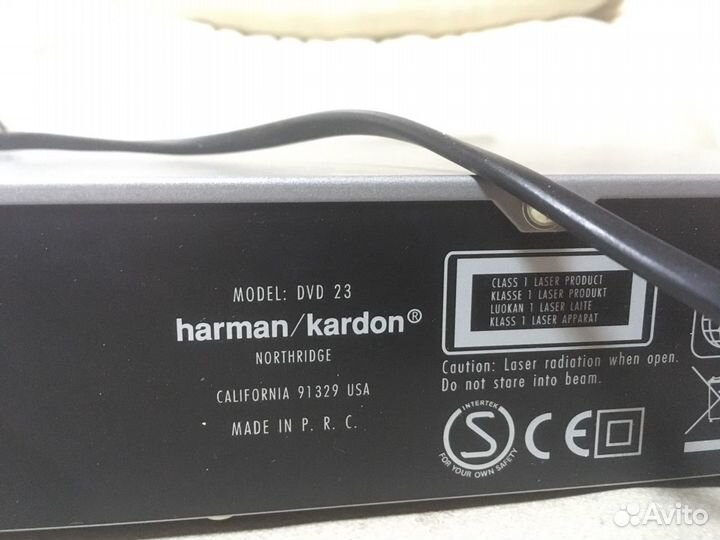 MODEL: DVD 23
harman/kardon®
NORTHRIDGE
CALIFORNIA 91329 USA
MADE IN P. R. C.
CLASS 1 LASER PRODUCT
KLASSE 1 LASER PRODUKT
LUOKAN 1 LASER LAITE
KLASS 1 LASER APPARAT
Caution: Laser radiation when open.
Do not stare into beam.
INTERTEK
S
FOR YOUR OWN SAFETY
CE
Avito